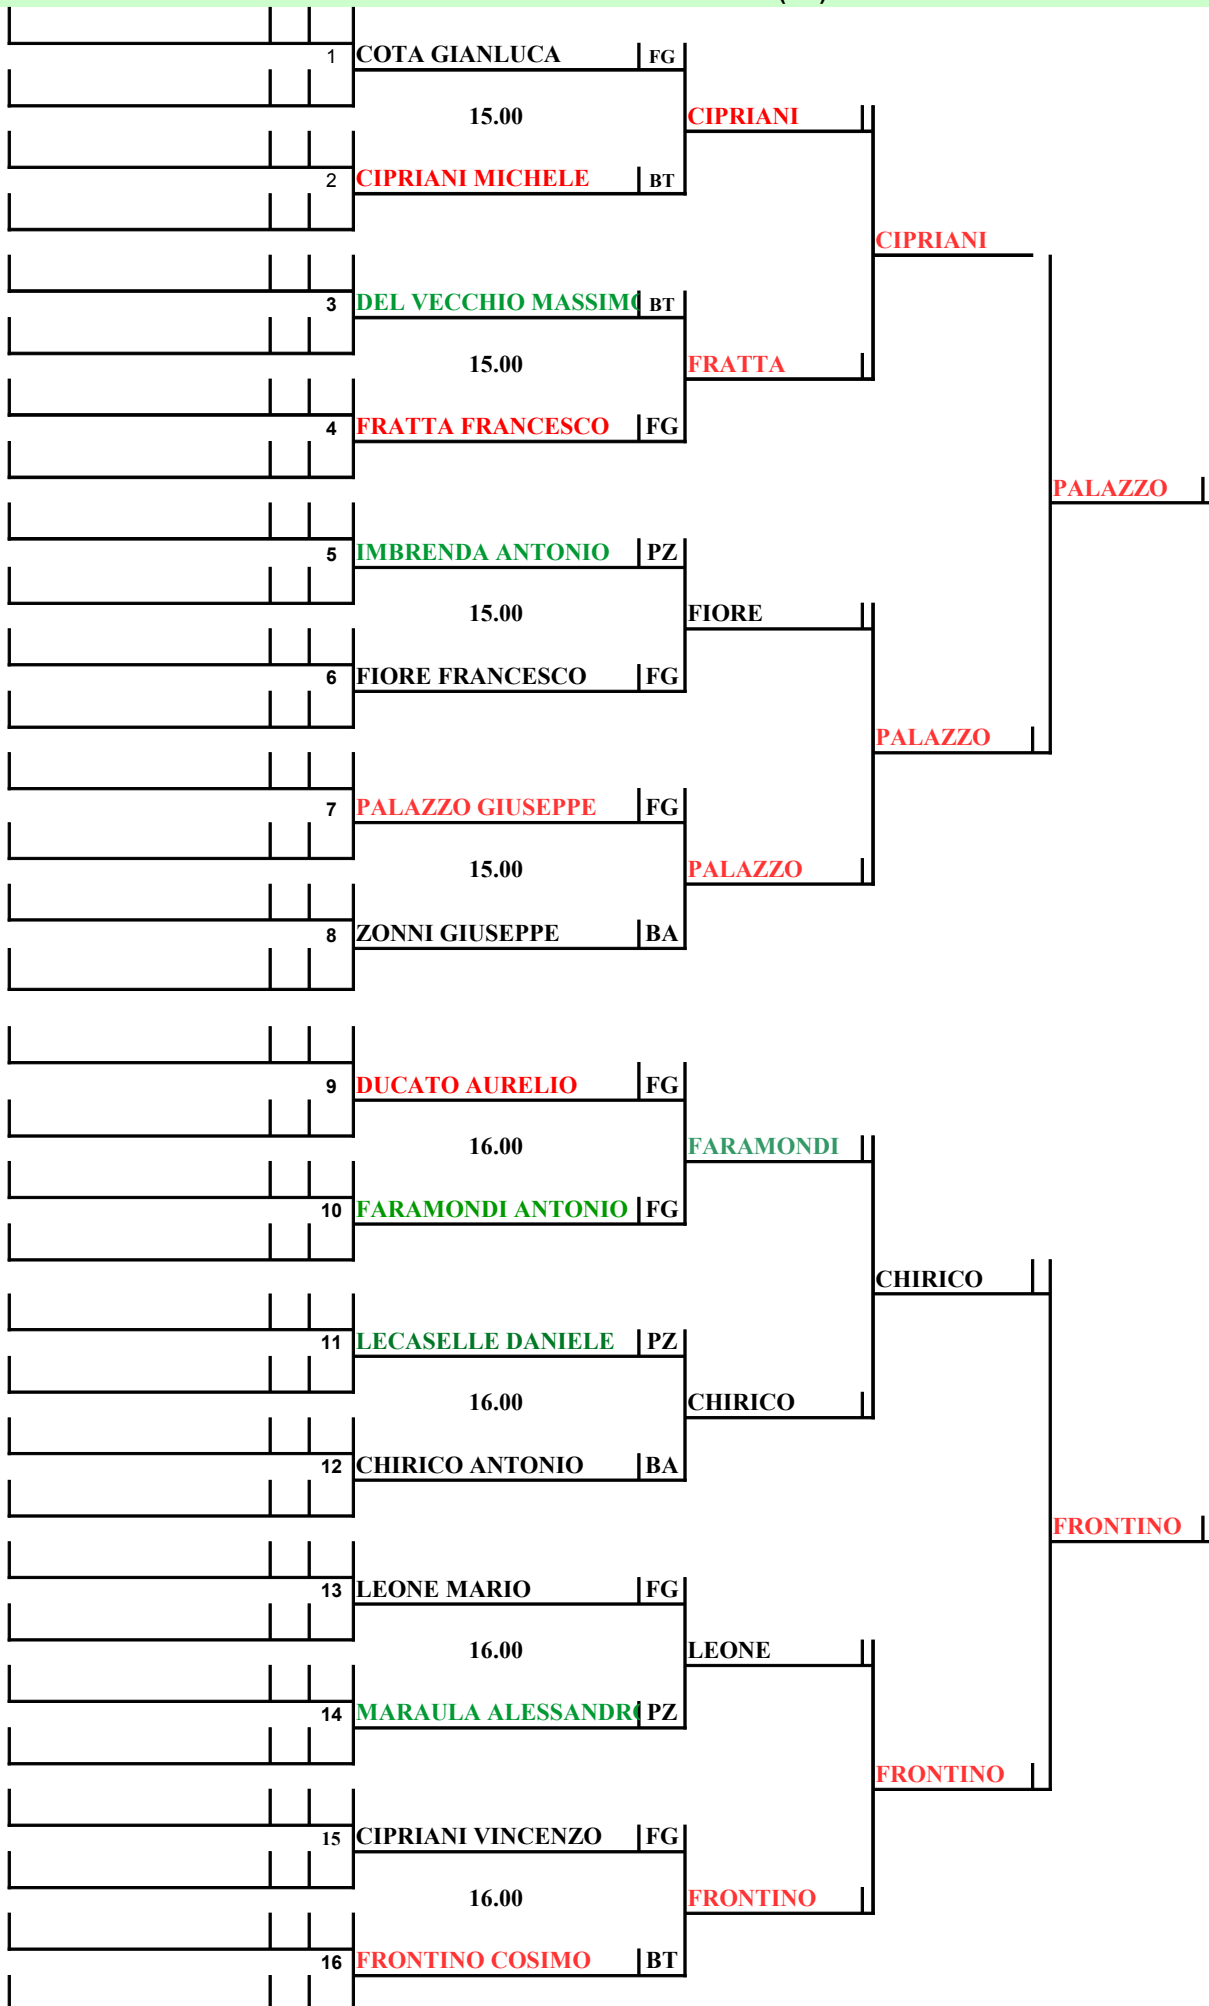 1 COTA GIANLUCA FG
15.00 CIPRIANI
2 CIPRIANI MICHELE BT
CIPRIANI
3 DEL VECCHIO MASSIMO BT
15.00 FRATTA
4 FRATTA FRANCESCO FG
PALAZZO
5 IMBRENDA ANTONIO PZ
15.00 FIORE
6 FIORE FRANCESCO FG
PALAZZO
7 PALAZZO GIUSEPPE FG
15.00 PALAZZO
8 ZONNI GIUSEPPE BA
9 DUCATO AURELIO FG
16.00 FARAMONDI
10 FARAMONDI ANTONIO FG
CHIRICO
11 LECASELLE DANIELE PZ
16.00 CHIRICO
12 CHIRICO ANTONIO BA
FRONTINO
13 LEONE MARIO FG
16.00 LEONE
14 MARAULA ALESSANDRO PZ
FRONTINO
15 CIPRIANI VINCENZO FG
16.00 FRONTINO
16 FRONTINO COSIMO BT